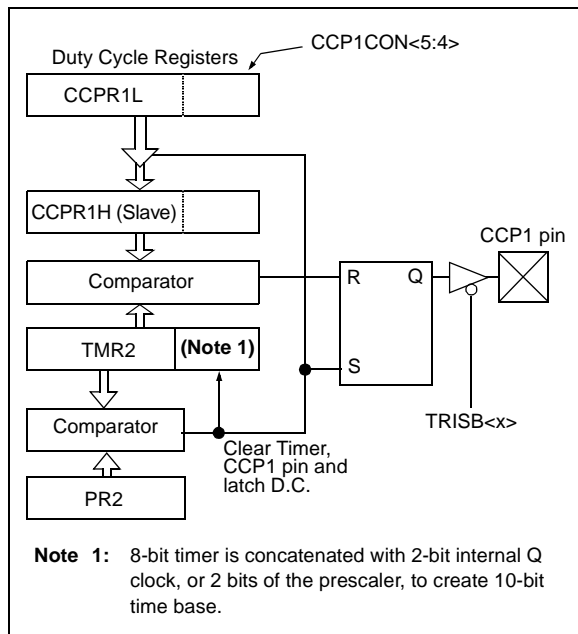 CCP1CON<5:4>
Duty Cycle Registers
CCPR1L
CCPR1H (Slave)
CCP1 pin
Comparator
R
Q
TMR2
(Note 1)
S
Comparator
TRISB<x>
Clear Timer,
CCP1 pin and
latch D.C.
PR2
Note 1: 8-bit timer is concatenated with 2-bit internal Q
clock, or 2 bits of the prescaler, to create 10-bit
time base.